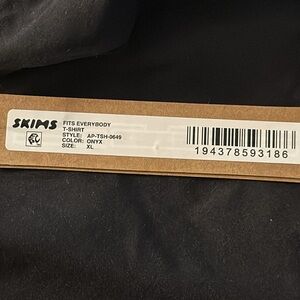 SKIMS
FITS EVERYBODY
T-SHIRT
STYLE: AP-TSH-0649
COLOR: ONYX
SIZE: XL
194378593186